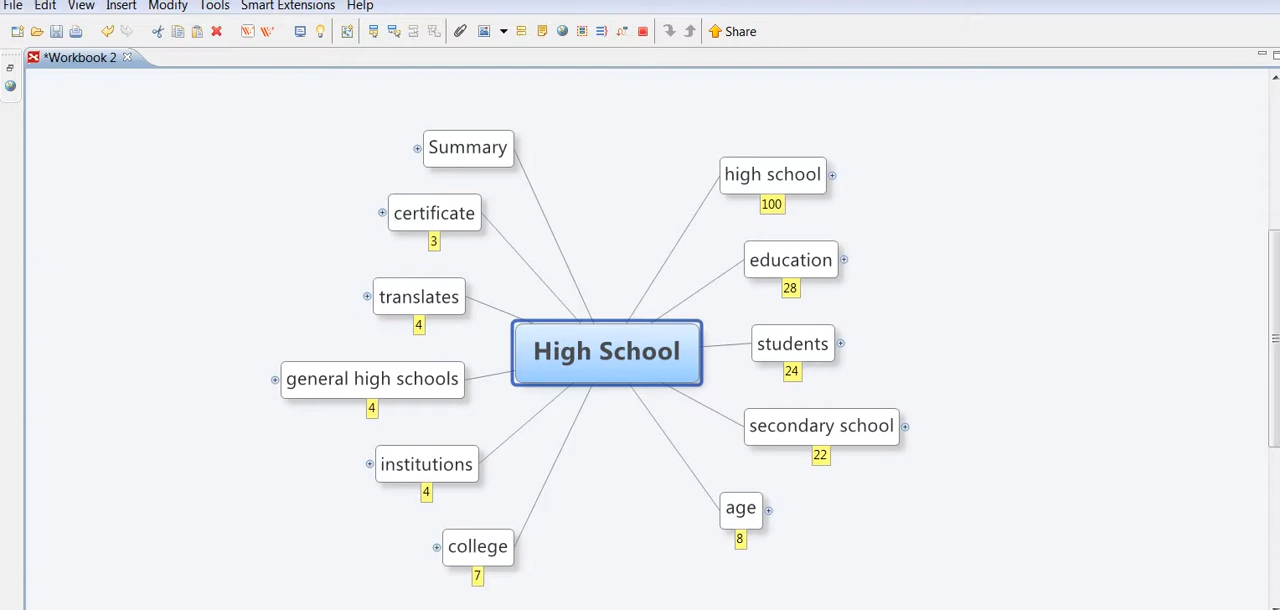 File Edit View Insert Modify Tools Smart Extensions Help
Share
*Workbook 2
Summary
high school
100
certificate
3
education
28
translates
4
High School
students
24
general high schools
4
secondary school
22
institutions
4
age
8
college
7